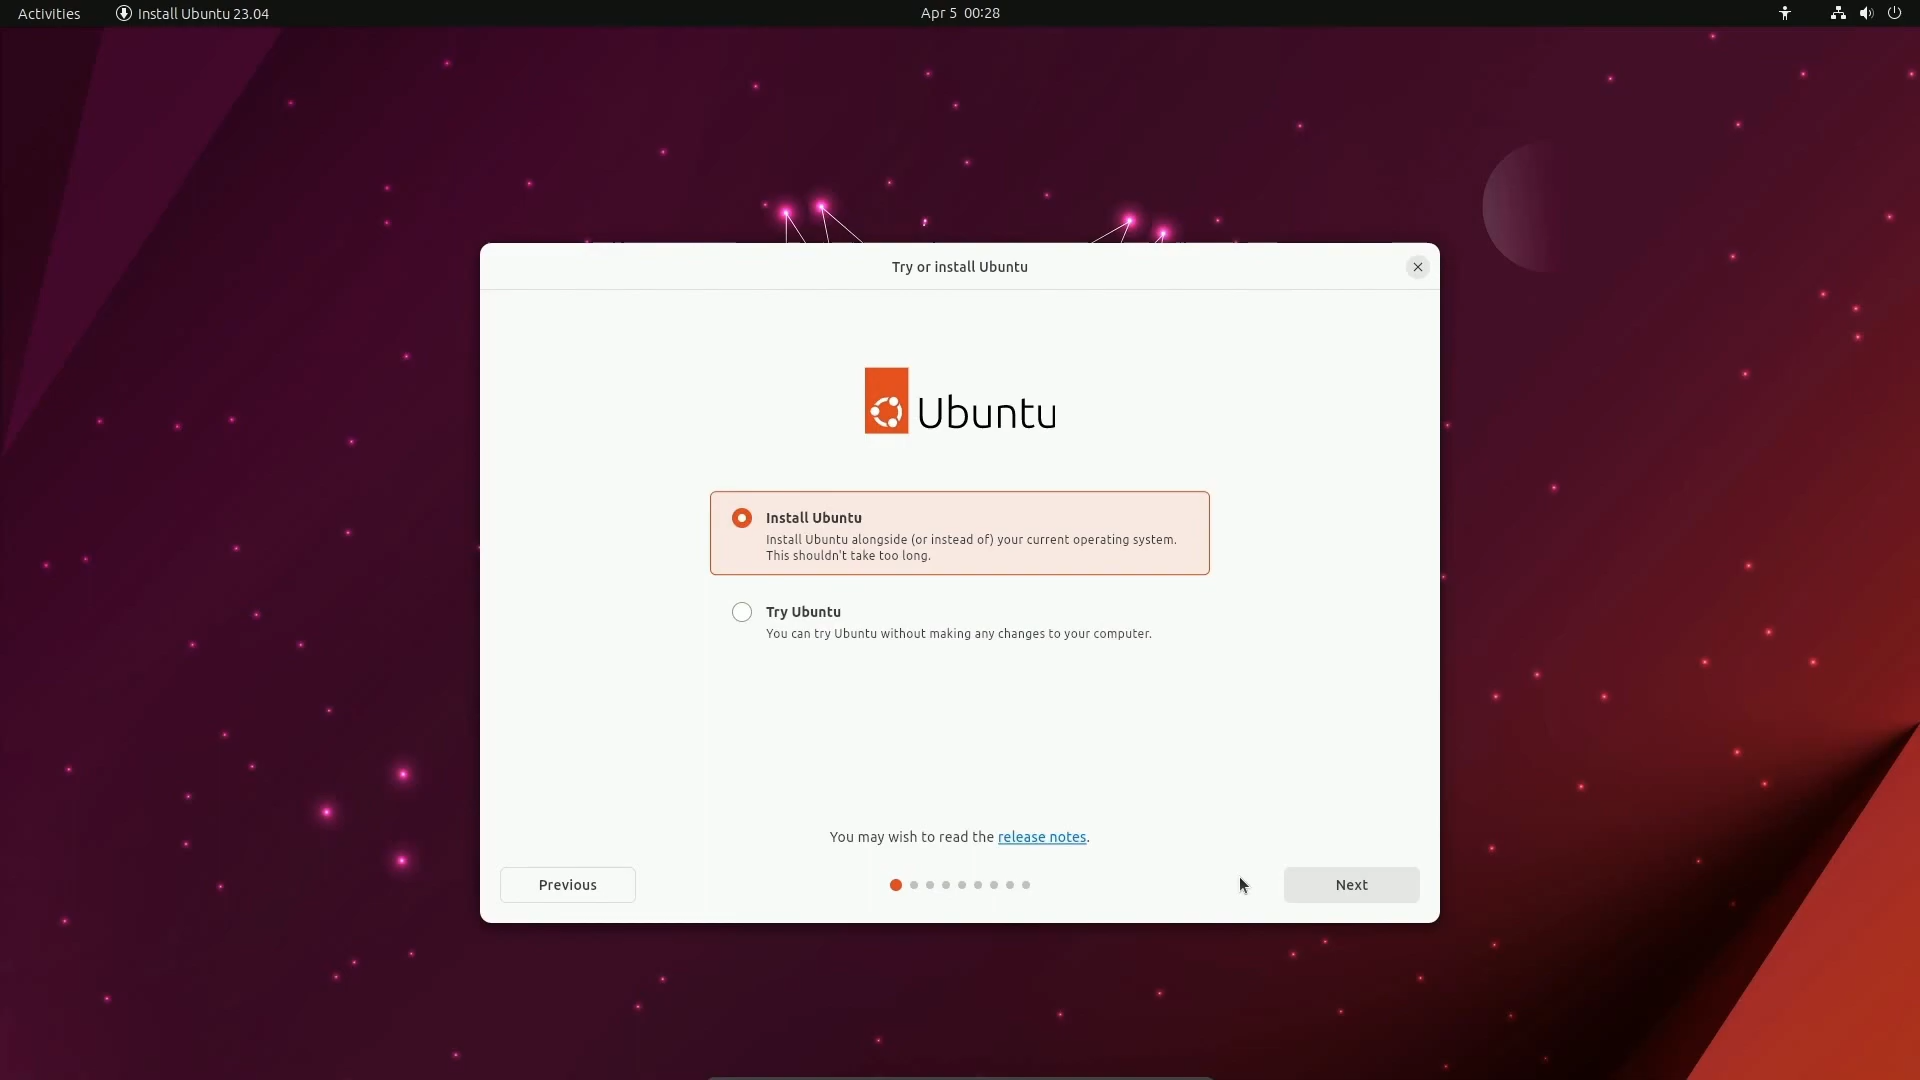 Activities
Install Ubuntu 23.04
Apr 5 00:28
Try or install Ubuntu
Ubuntu
Install Ubuntu
Install Ubuntu alongside (or instead of) your current operating system.
This shouldn't take too long.
Try Ubuntu
You can try Ubuntu without making any changes to your computer.
You may wish to read the release notes.
Previous
Next